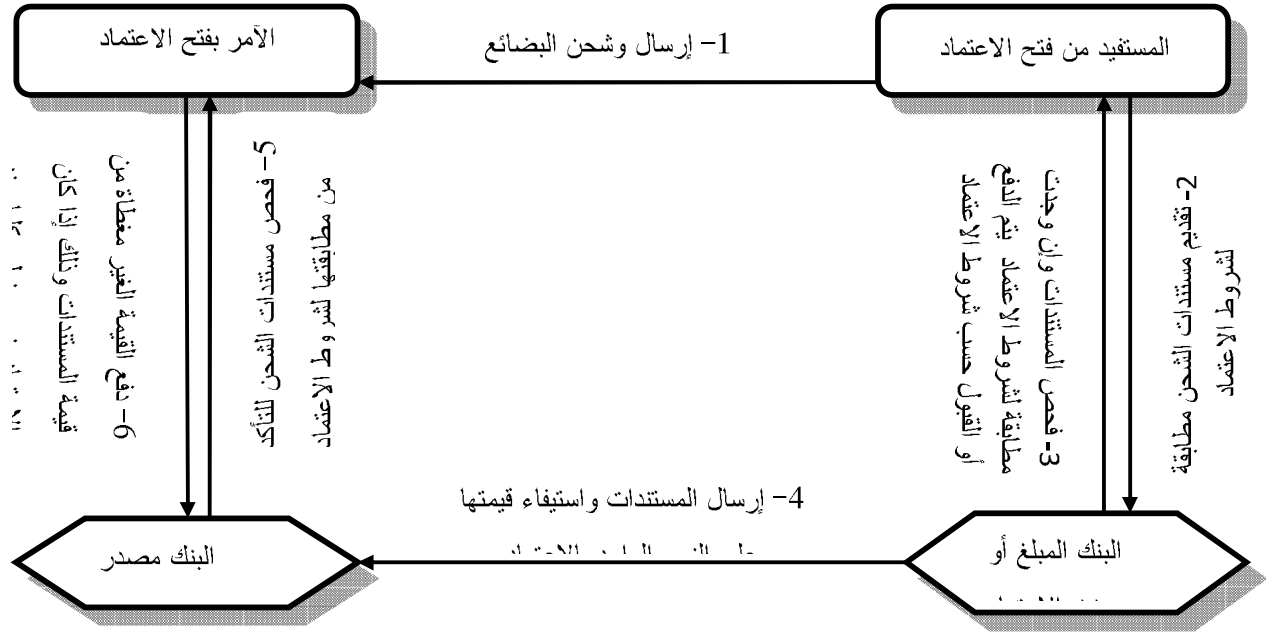 الآمر بفتح الاعتماد
المستفيد من فتح الاعتماد
1- إرسال وشحن البضائع
2- تقديم مستندات الشحن مطابقة
لشروط الاعتماد
3- فحص المستندات وإن وجدت
مطابقة لشروط الاعتماد يتم الدفع
أو القبول حسب شروط الاعتماد
4- إرسال المستندات واستيفاء قيمتها
5- فحص مستندات الشحن للتأكد
من مطابقتها لشروط الاعتماد
6- دفع القيمة الغير مغطاة من
قيمة المستندات وذلك إذا كان
البنك مصدر
البنك المبلغ أو